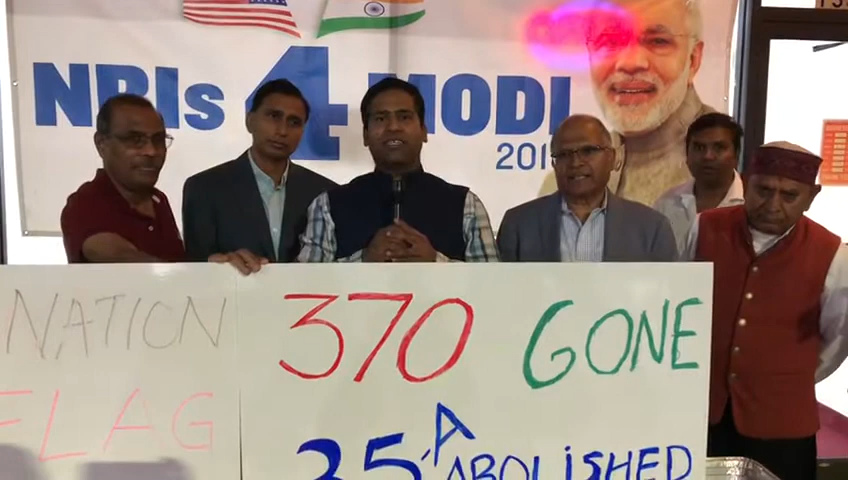 NRIs 4 MODI
201
NATION
FLAG
370 GONE
35-A
ABOLISHED